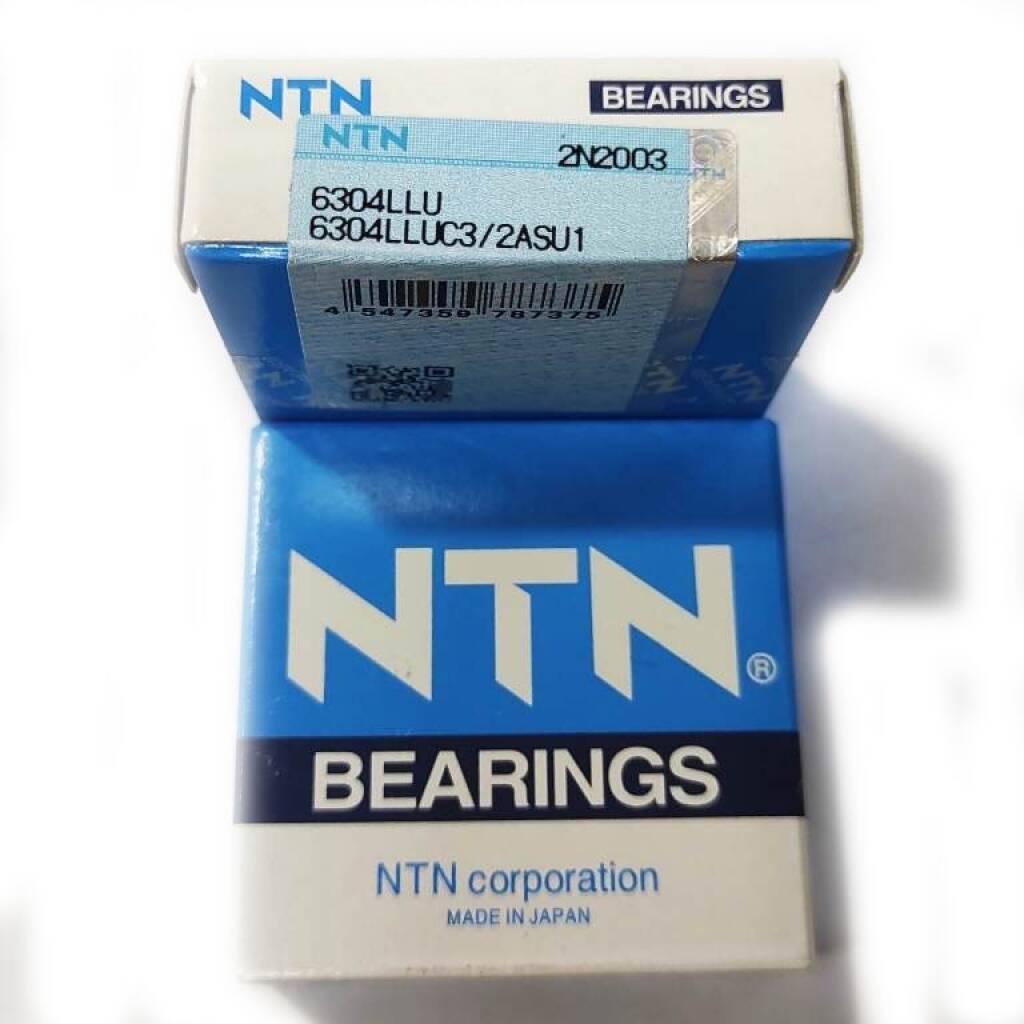 NTN BEARINGS
NTN 2N2003
6304LLU
6304LLUC3/2ASU1
4 547359 787375
NTN®
BEARINGS
NTN corporation
MADE IN JAPAN